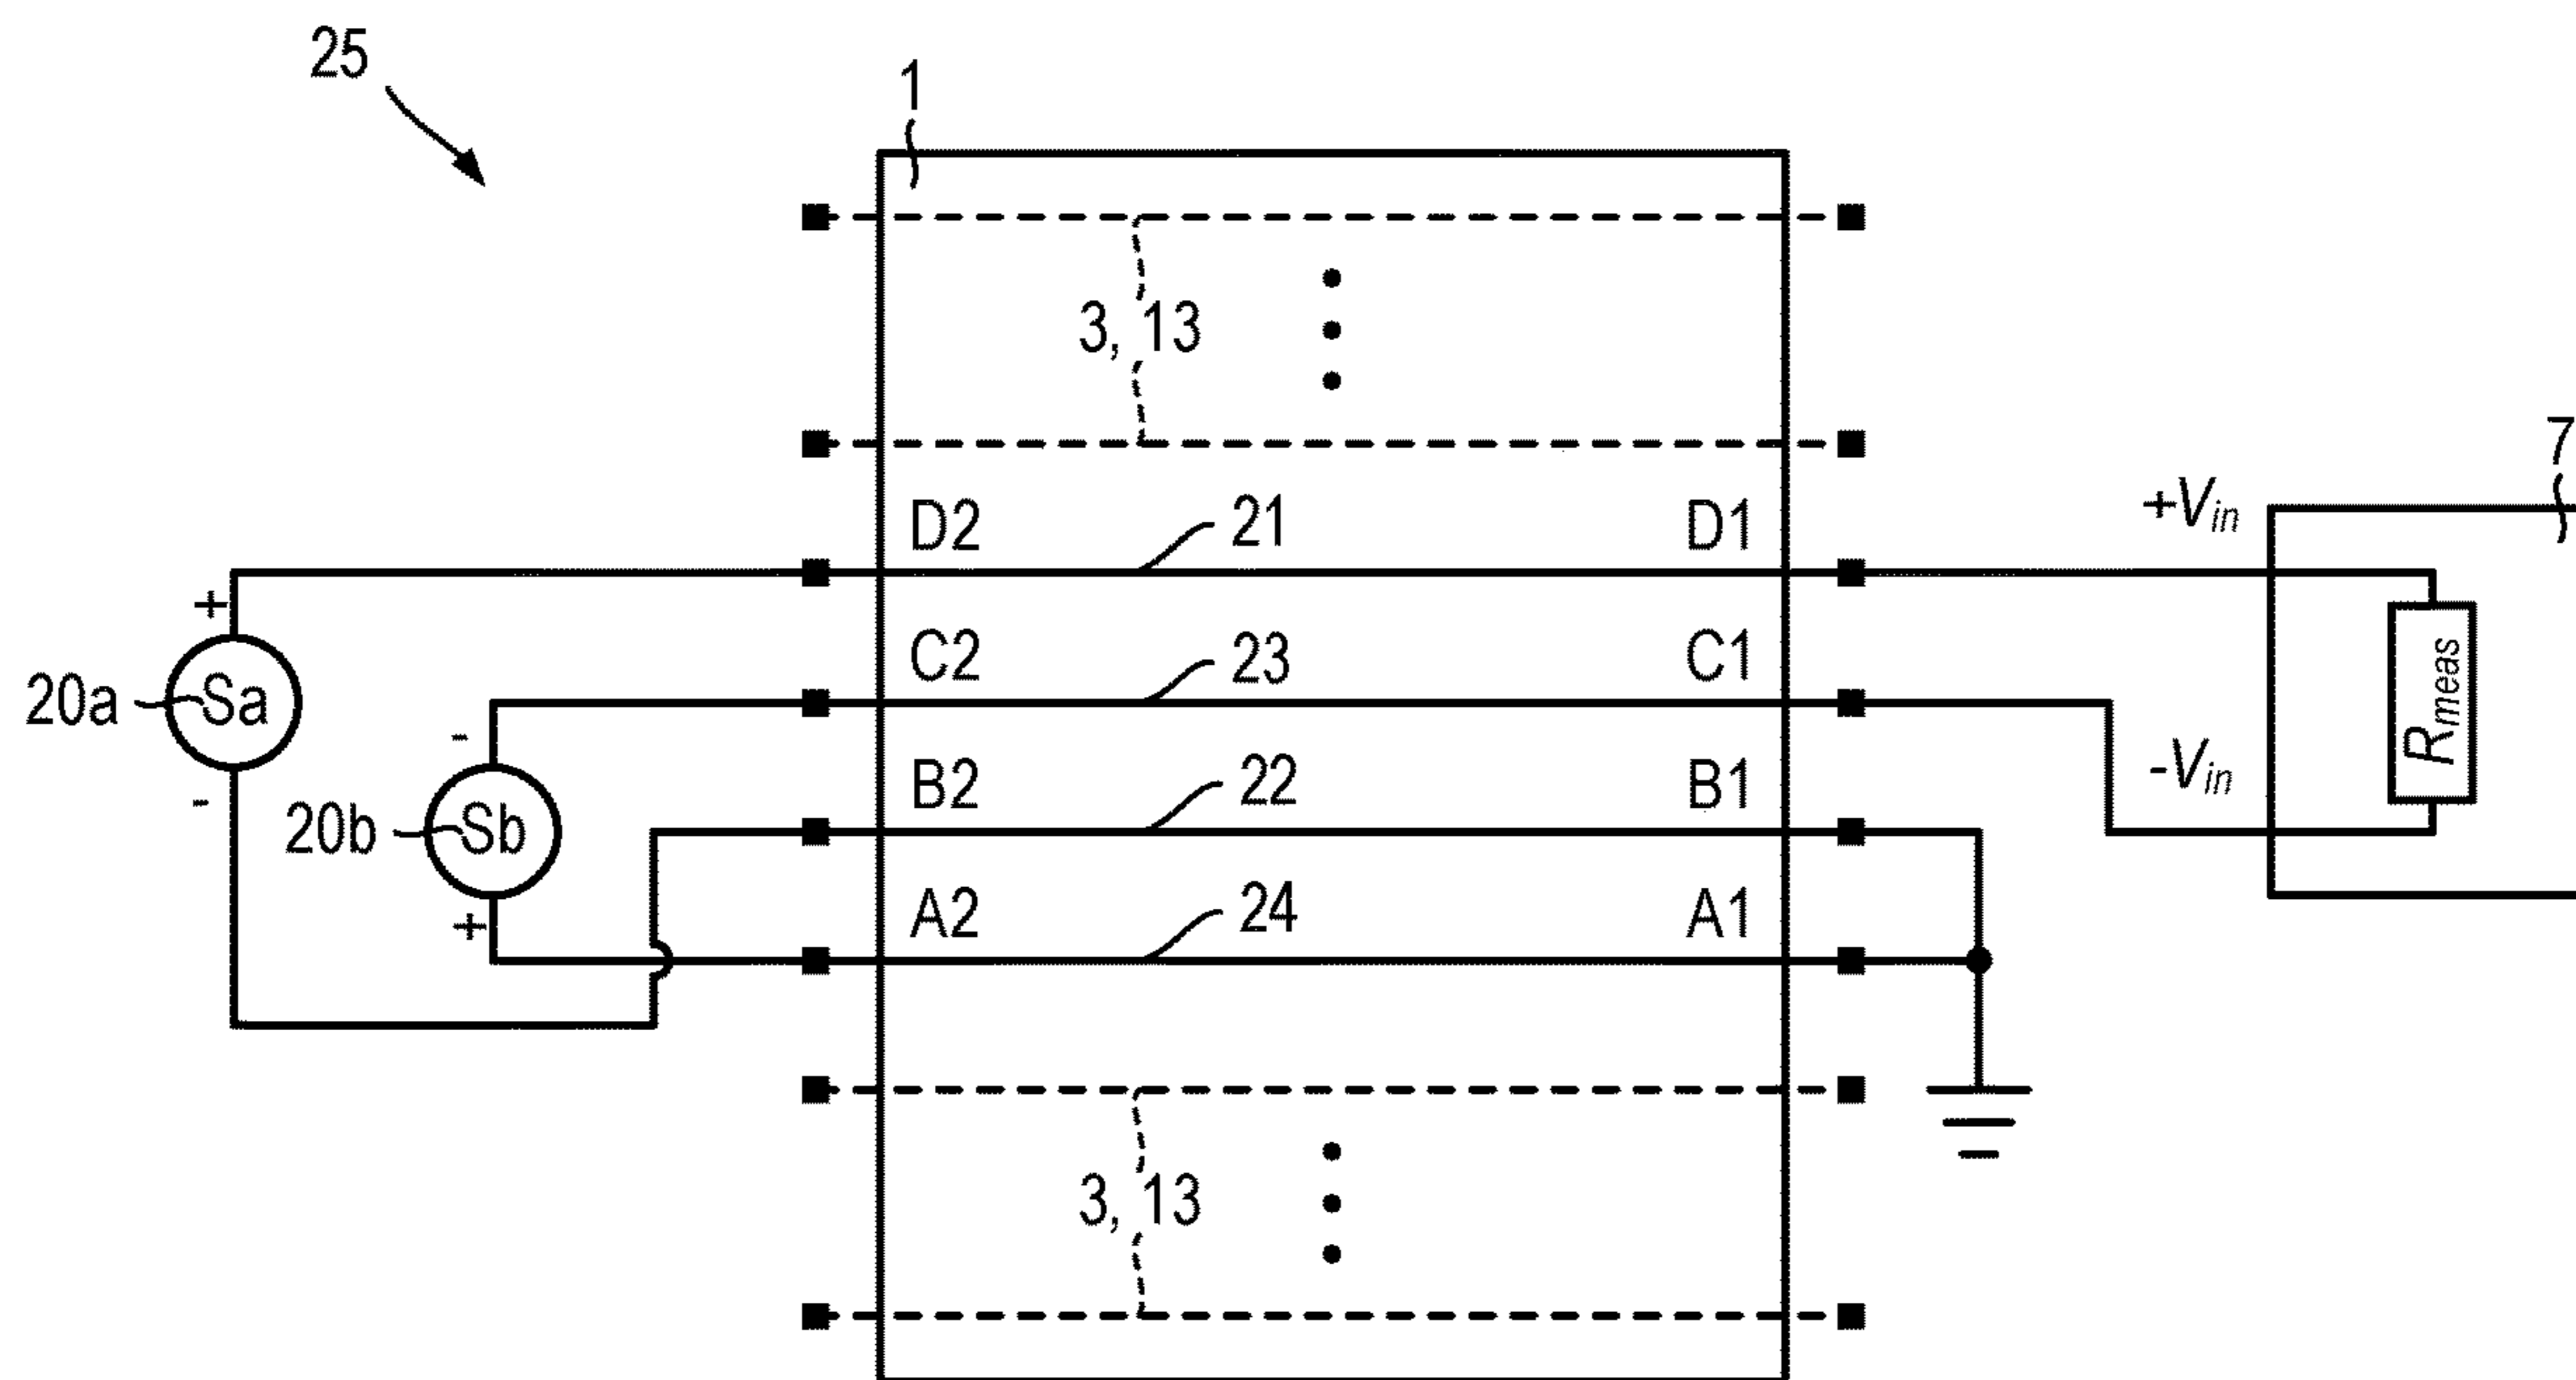 25
1
3, 13
7
+Vin
D2 21 D1
+
C2 23 C1
20a Sa
Rmeas
-
-Vin
B2 22 B1
-
20b Sb
A2 24 A1
+
3, 13